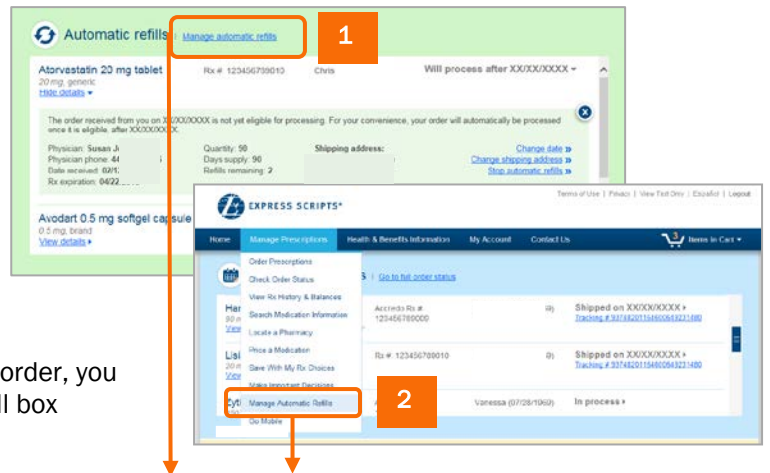 Automatic refills | Manage automatic refills
1
Atorvastatin 20 mg tablet Rx # 123456789010 Chris Will process after XX/XX/XXXX
20 mg, generic
Hide details
The order received from you on XX/XX/XXXX is not yet eligible for processing. For your convenience, your order will automatically be processed
once it is eligible, after XX/XX/XXXX.
Physician: Susan J Quantity: 90 Shipping address: Change date »
Physician phone: 44 Days supply: 90 Change shipping address »
Date received: 02/1 Refills remaining: 2 Stop automatic refills »
Rx expiration: 04/22
Avodart 0.5 mg softgel capsule
0.5 mg, brand
View details
Terms of Use | Privacy | View Text Only | Español | Logout
EXPRESS SCRIPTS®
Home Manage Prescriptions Health & Benefits Information My Account Contact Us 3 Items in Cart
Order Prescriptions
Check Order Status
View Rx History & Balances
Search Medication Information
Locate a Pharmacy
Price a Medication
Save With My Rx Choices
Make Important Decisions
Manage Automatic Refills
Go Mobile
s | Go to full order status
Accredo Rx # Shipped on XX/XX/XXXX
123456780000 Tracking # 9374820115460064323 1480
Rx #: 123456780010 Shipped on XX/XX/XXXX
Vanessa (07/28/1969) In process
2
order, you
ll box